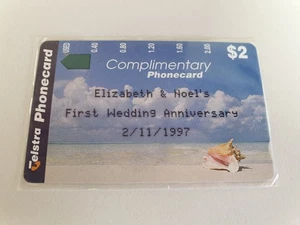 Telstra Phonecard
USED 0.40 0.80 1.20 1.60 2.00
$2
Complimentary
Phonecard
Elizabeth & Noel's
First Wedding Anniversary
2/11/1997